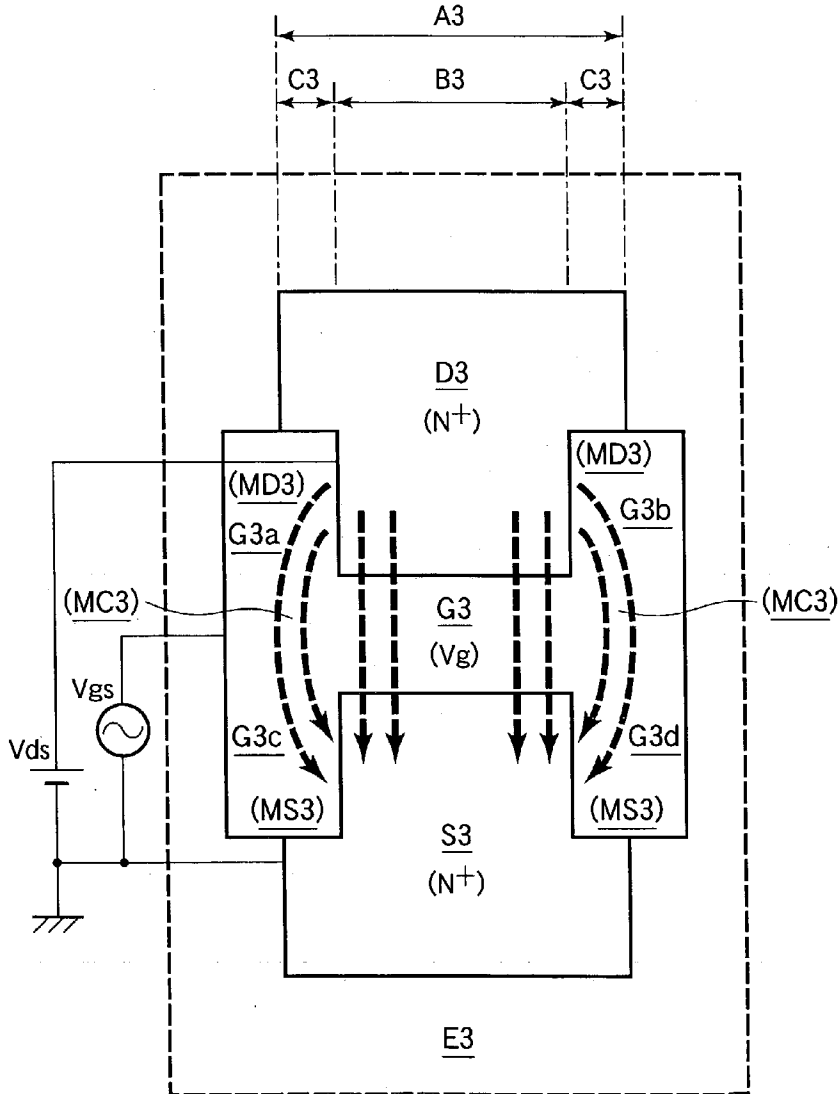 A3
C3 B3 C3
D3
(N+)
(MD3) (MD3)
G3a G3b
(MC3) G3 (MC3)
(Vg)
Vgs
Vds
G3c G3d
(MS3) (MS3)
S3
(N+)
E3